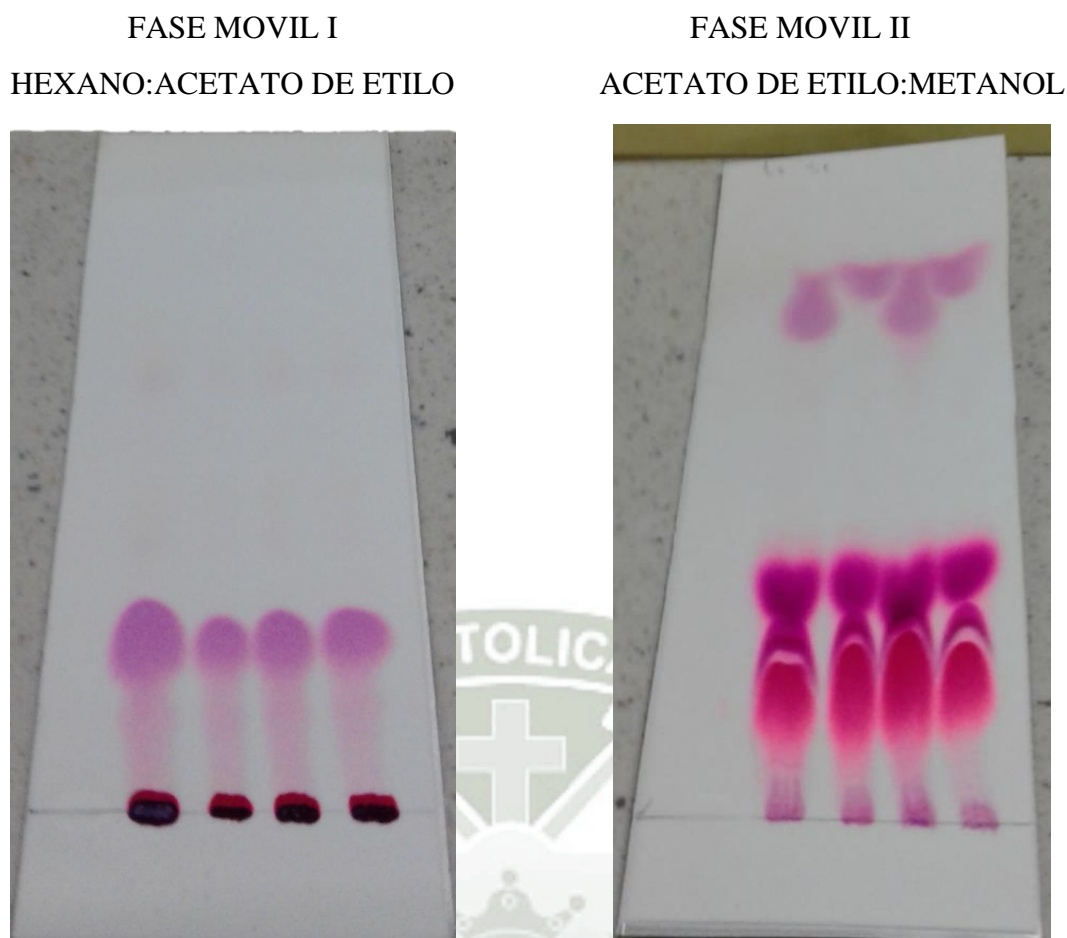 FASE MOVIL I
HEXANO:ACETATO DE ETILO
FASE MOVIL II
ACETATO DE ETILO:METANOL
TOLIC